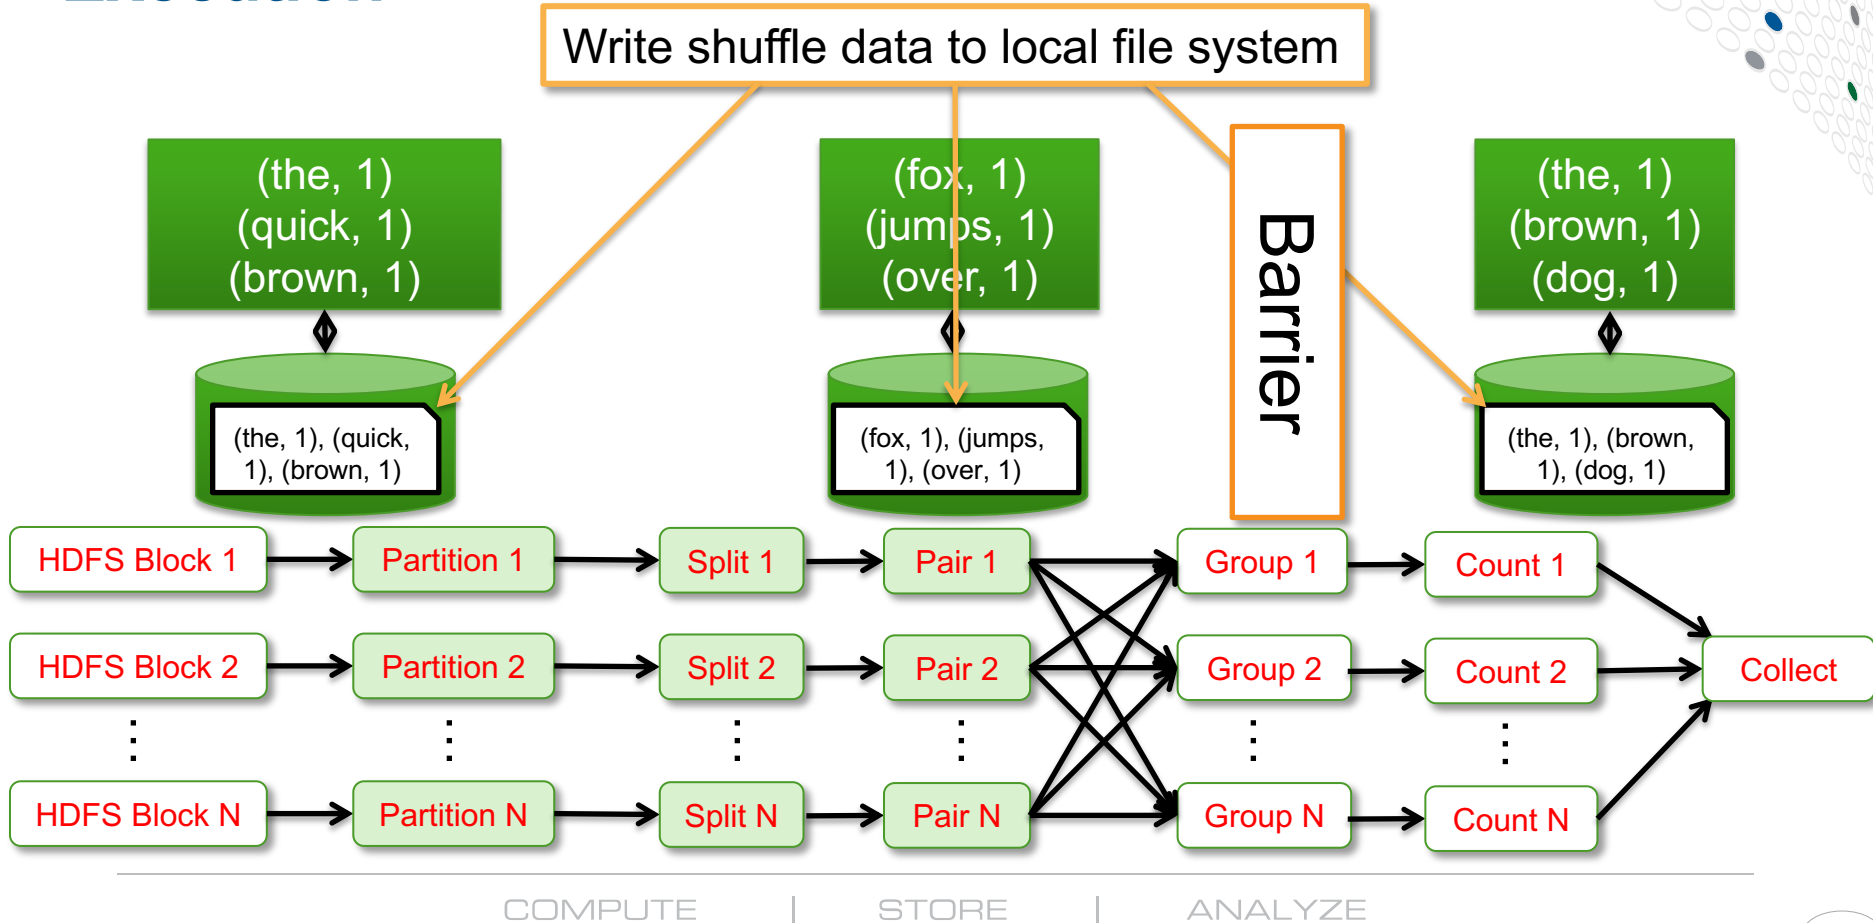 Execution
Write shuffle data to local file system
(the, 1)
(quick, 1)
(brown, 1)
(fox, 1)
(jumps, 1)
(over, 1)
Barrier
(the, 1)
(brown, 1)
(dog, 1)
(the, 1), (quick,
1), (brown, 1)
(fox, 1), (jumps,
1), (over, 1)
(the, 1), (brown,
1), (dog, 1)
HDFS Block 1
Partition 1
Split 1
Pair 1
Group 1
Count 1
HDFS Block 2
Partition 2
Split 2
Pair 2
Group 2
Count 2
Collect
HDFS Block N
Partition N
Split N
Pair N
Group N
Count N
COMPUTE | STORE | ANALYZE